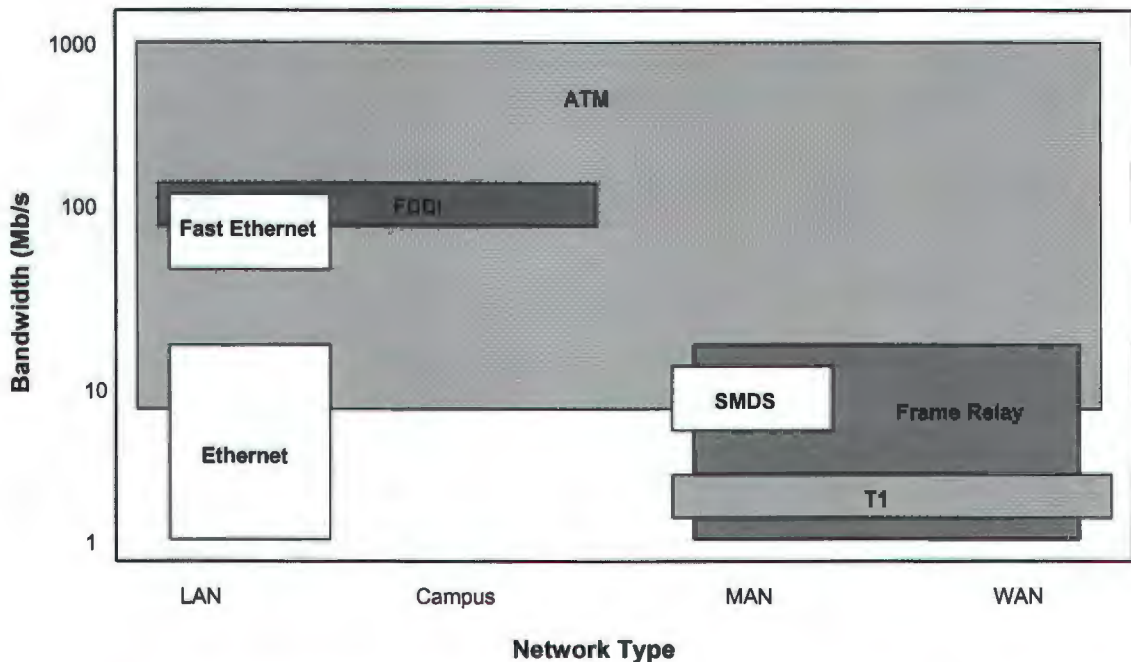 1000
ATM
100
FDDI
Fast Ethernet
Bandwidth (Mb/s)
10
SMDS
Frame Relay
Ethernet
T1
1
LAN
Campus
MAN
WAN
Network Type